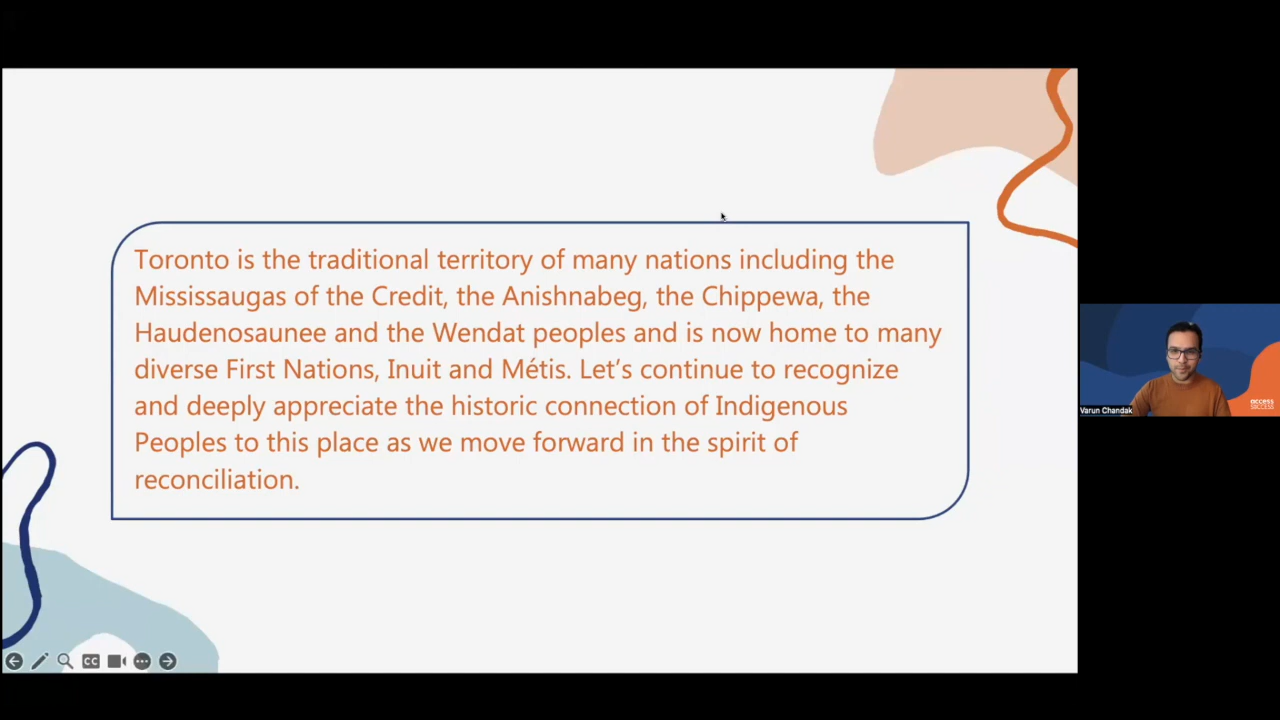 Toronto is the traditional territory of many nations including the
Mississaugas of the Credit, the Anishnabeg, the Chippewa, the
Haudenosaunee and the Wendat peoples and is now home to many
diverse First Nations, Inuit and Métis. Let’s continue to recognize
and deeply appreciate the historic connection of Indigenous
Peoples to this place as we move forward in the spirit of
reconciliation.
Varun Chandak
access
success
CC